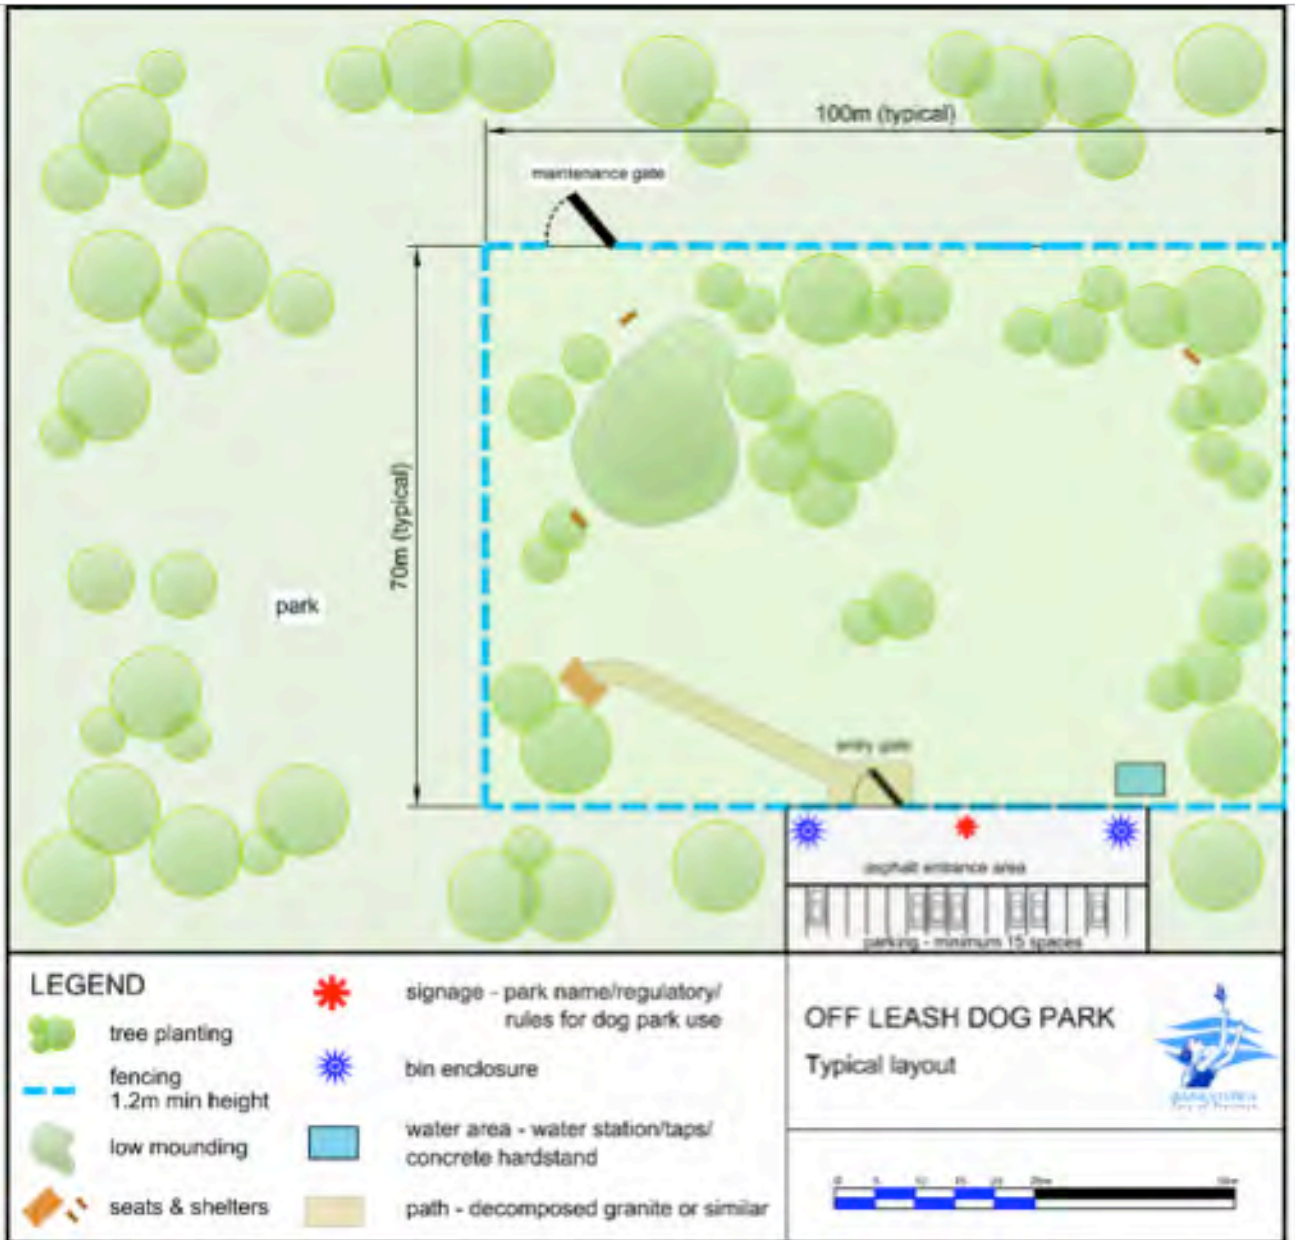 100m (typical)
maintenance gate
70m (typical)
park
entry gate
asphalt entrance area
parking - minimum 15 spaces
LEGEND
tree planting
fencing
1.2m min height
low mounding
seats & shelters
signage - park name/regulatory/
rules for dog park use
bin enclosure
water area - water station/taps/
concrete hardstand
path - decomposed granite or similar
OFF LEASH DOG PARK
Typical layout